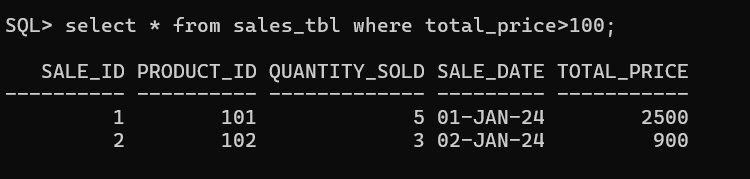 SQL> select * from sales_tbl where total_price>100;
   SALE_ID PRODUCT_ID QUANTITY_SOLD SALE_DATE TOTAL_PRICE
---------- ---------- ------------- --------- -----------
         1        101             5 01-JAN-24        2500
         2        102             3 02-JAN-24         900